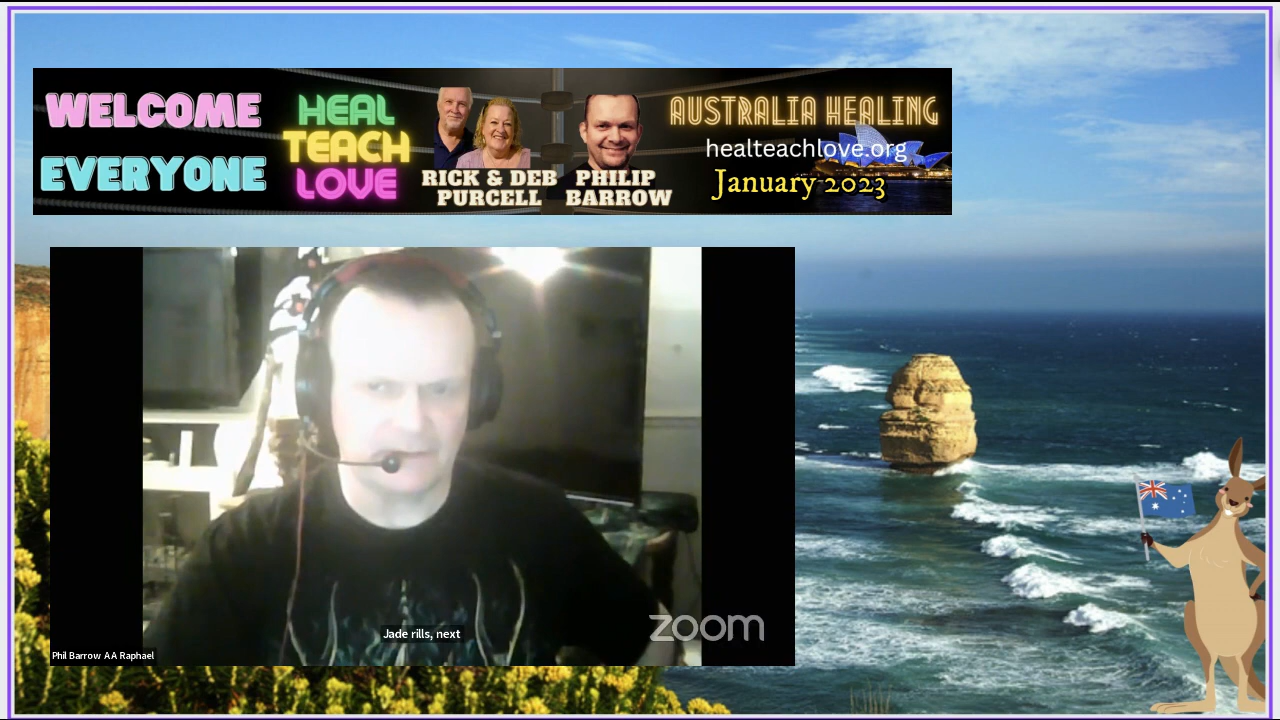 WELCOME
EVERYONE
HEAL
TEACH
LOVE
RICK & DEB
PURCELL
PHILIP
BARROW
AUSTRALIA HEALING
healteachlove.org
January 2023
Jade rills, next
zoom
Phil Barrow AA Raphael